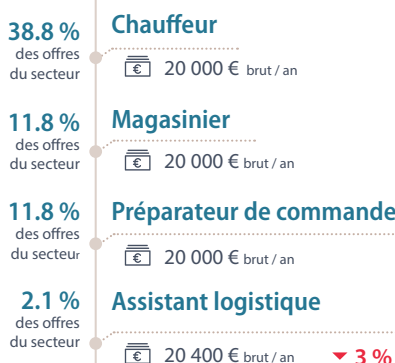 38.8 %
des offres
du secteur
Chauffeur
20 000 € brut / an
11.8 %
des offres
du secteur
Magasinier
20 000 € brut / an
11.8 %
des offres
du secteur
Préparateur de commande
20 000 € brut / an
2.1 %
des offres
du secteur
Assistant logistique
20 400 € brut / an ▼ 3 %